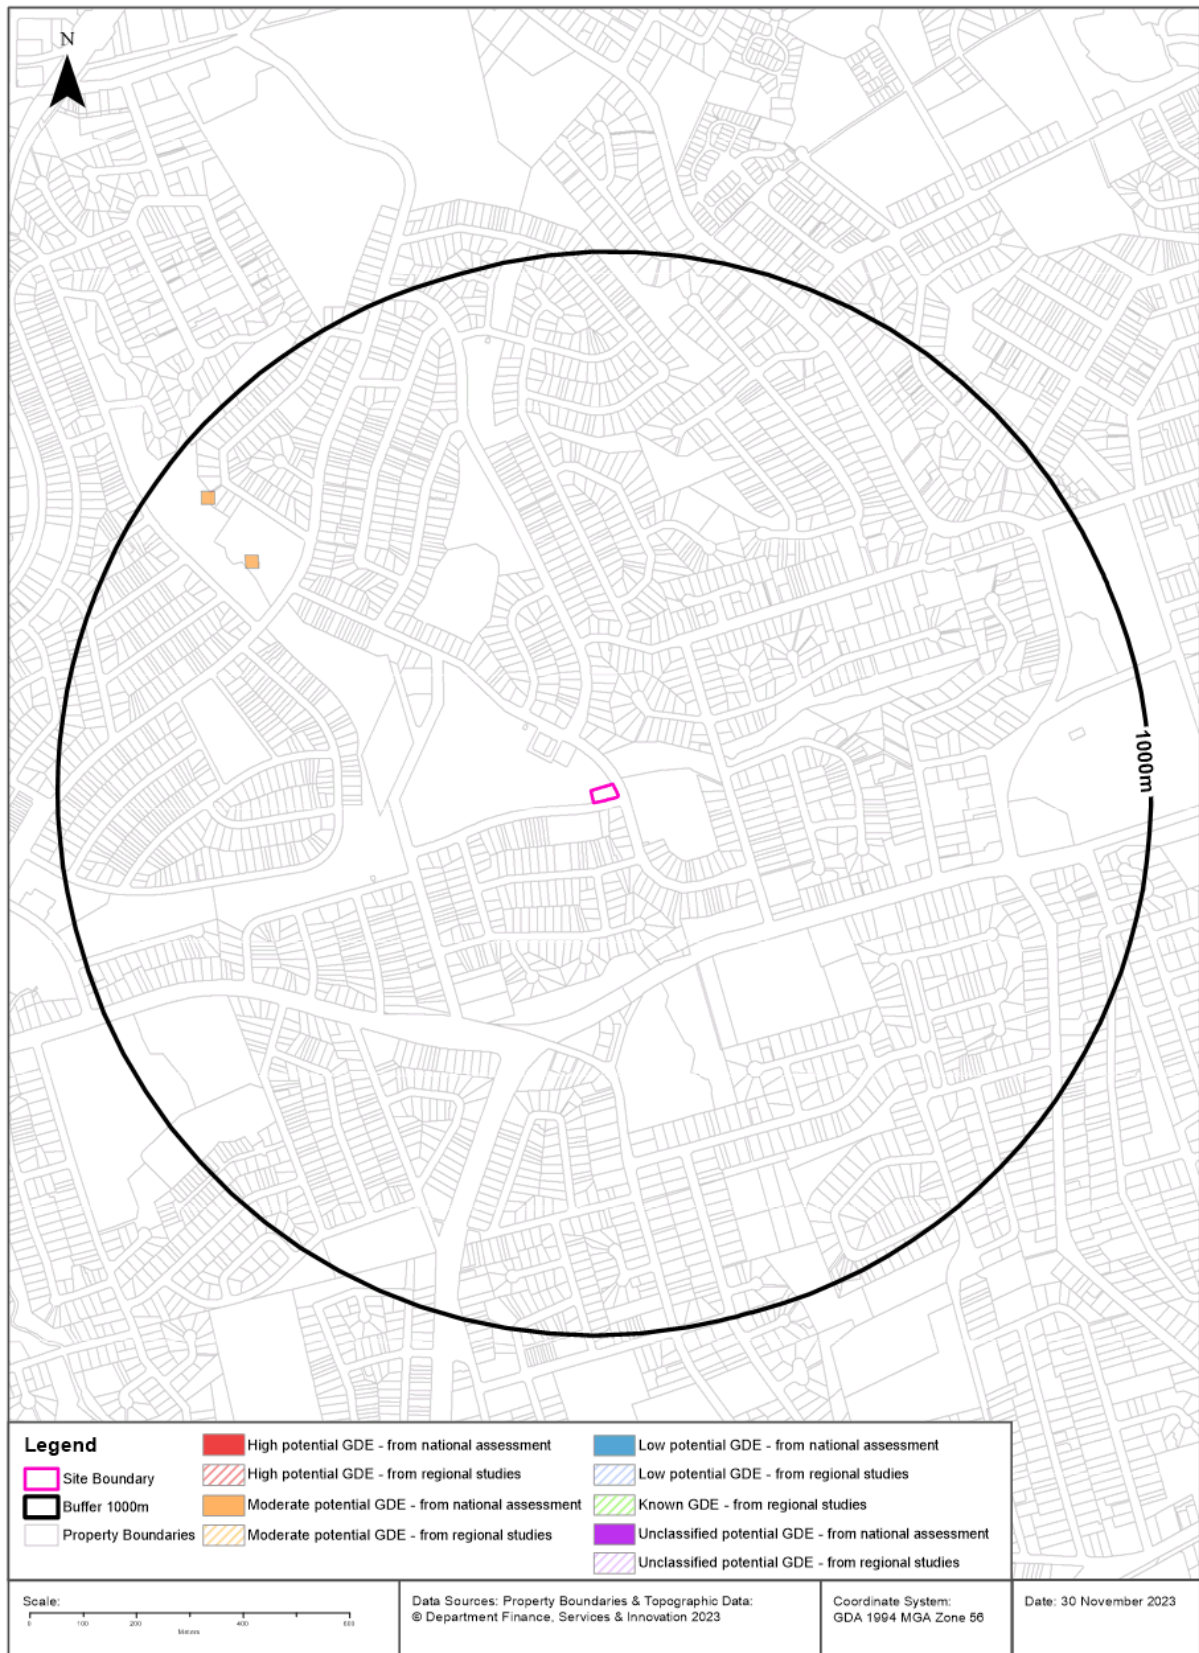 N
1000m
Legend
Site Boundary
Buffer 1000m
Property Boundaries
High potential GDE - from national assessment
High potential GDE - from regional studies
Moderate potential GDE - from national assessment
Moderate potential GDE - from regional studies
Low potential GDE - from national assessment
Low potential GDE - from regional studies
Known GDE - from regional studies
Unclassified potential GDE - from national assessment
Unclassified potential GDE - from regional studies
Scale:
0 100 200 400 600
Meters
Data Sources: Property Boundaries & Topographic Data:
© Department Finance, Services & Innovation 2023
Coordinate System:
GDA 1994 MGA Zone 56
Date: 30 November 2023